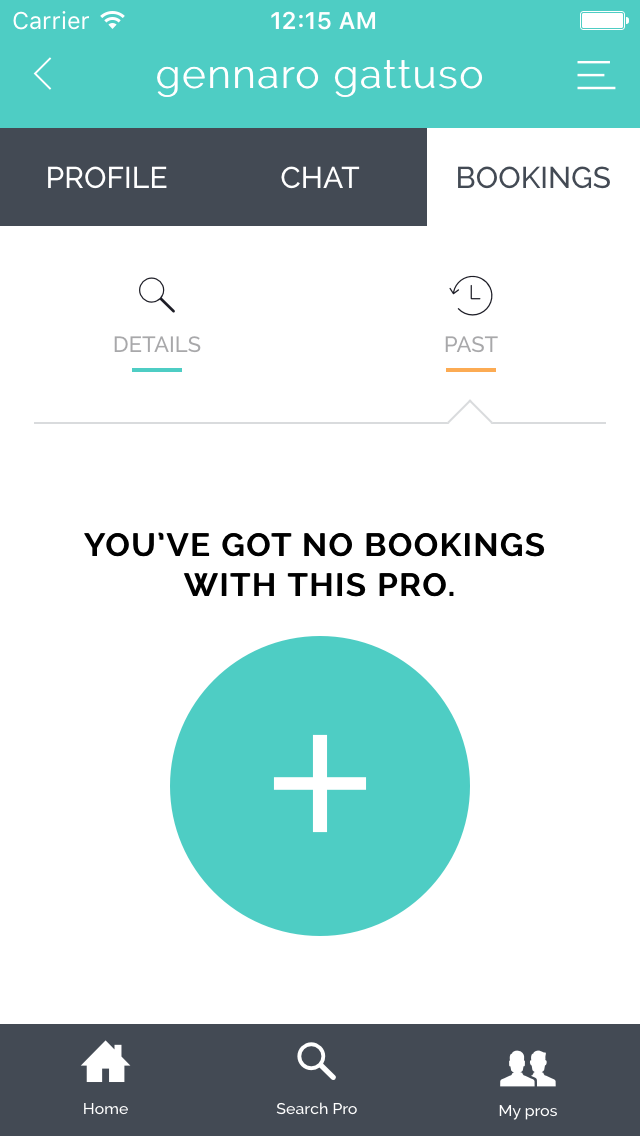 Carrier 12:15 AM
gennaro gattuso
PROFILE CHAT BOOKINGS
DETAILS PAST
YOU’VE GOT NO BOOKINGS
WITH THIS PRO.
Home Search Pro My pros